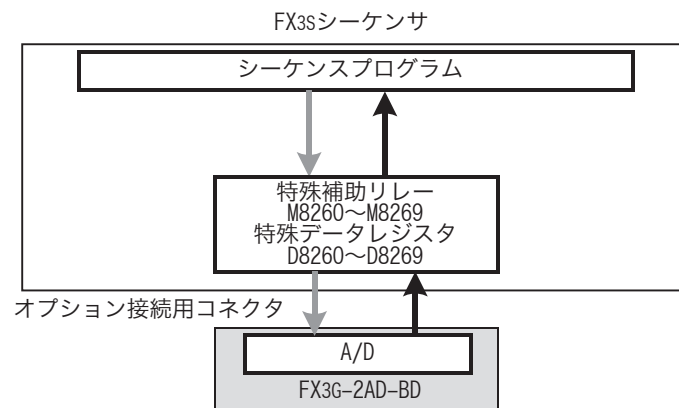 FX3Sシーケンサ
シーケンスプログラム
特殊補助リレー
M8260～M8269
特殊データレジスタ
D8260～D8269
オプション接続用コネクタ
A/D
FX3G-2AD-BD